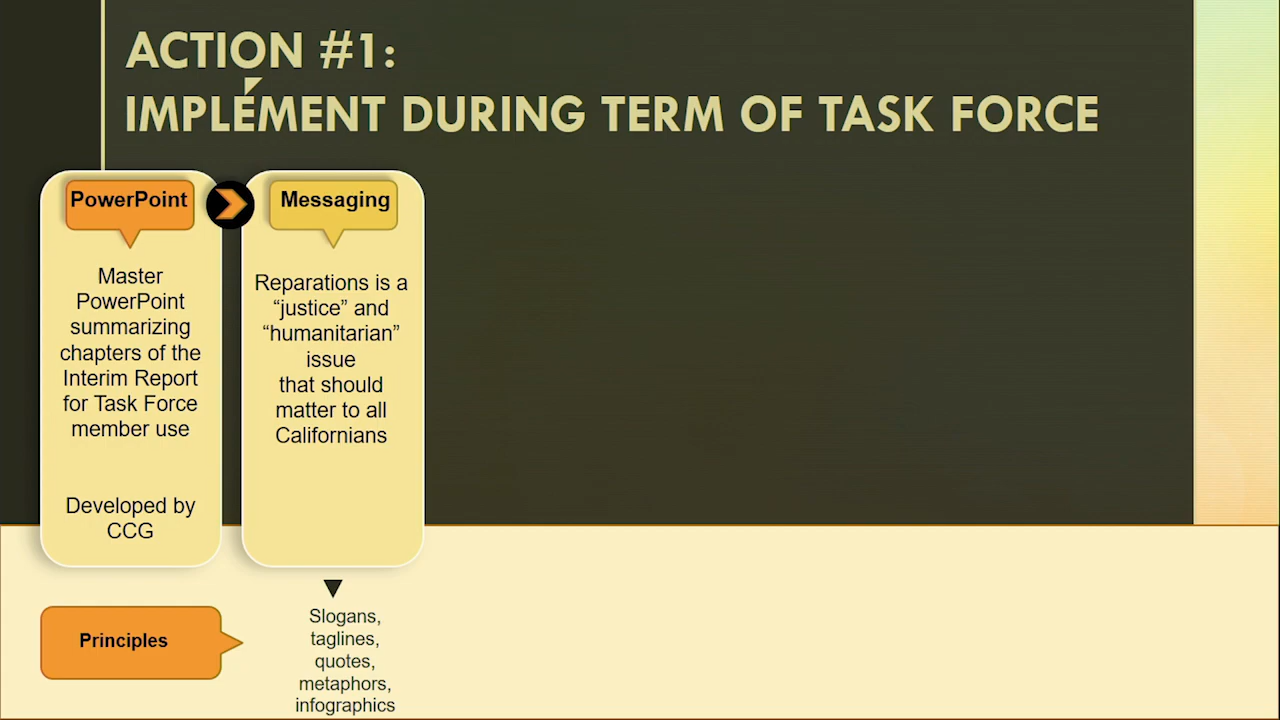 ACTION #1:
IMPLEMENT DURING TERM OF TASK FORCE
PowerPoint
Master
PowerPoint
summarizing
chapters of the
Interim Report
for Task Force
member use
Developed by
CCG
Messaging
Reparations is a
“justice” and
“humanitarian”
issue
that should
matter to all
Californians
Principles
Slogans,
taglines,
quotes,
metaphors,
infographics